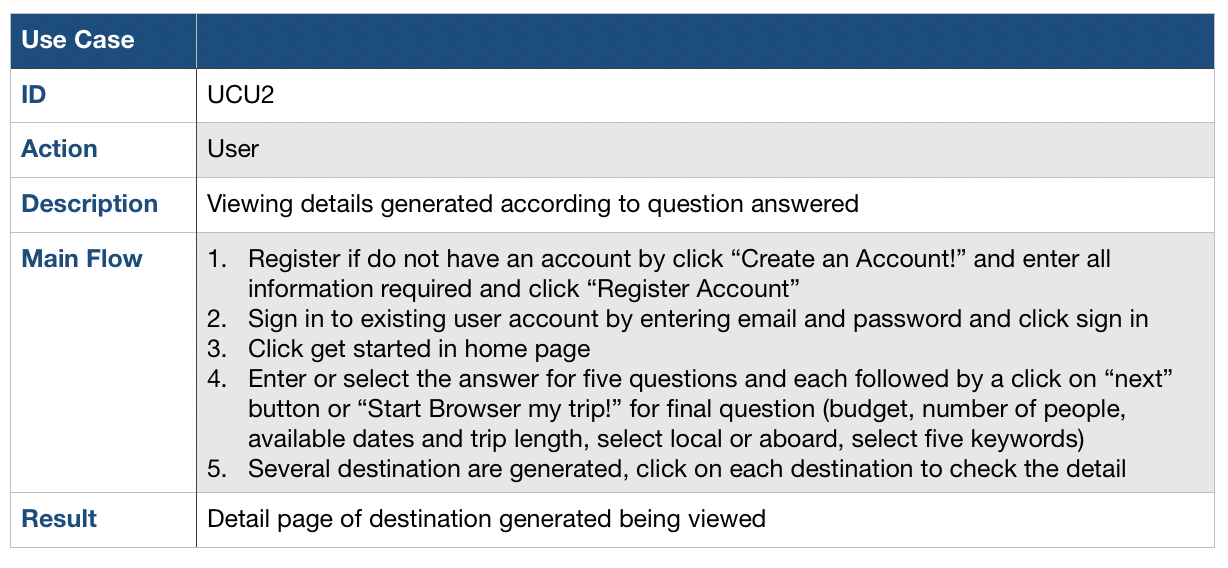 Use Case
ID UCU2
Action User
Description Viewing details generated according to question answered
Main Flow 1. Register if do not have an account by click “Create an Account!” and enter all
information required and click “Register Account”
2. Sign in to existing user account by entering email and password and click sign in
3. Click get started in home page
4. Enter or select the answer for five questions and each followed by a click on “next”
button or “Start Browser my trip!” for final question (budget, number of people,
available dates and trip length, select local or aboard, select five keywords)
5. Several destination are generated, click on each destination to check the detail
Result Detail page of destination generated being viewed